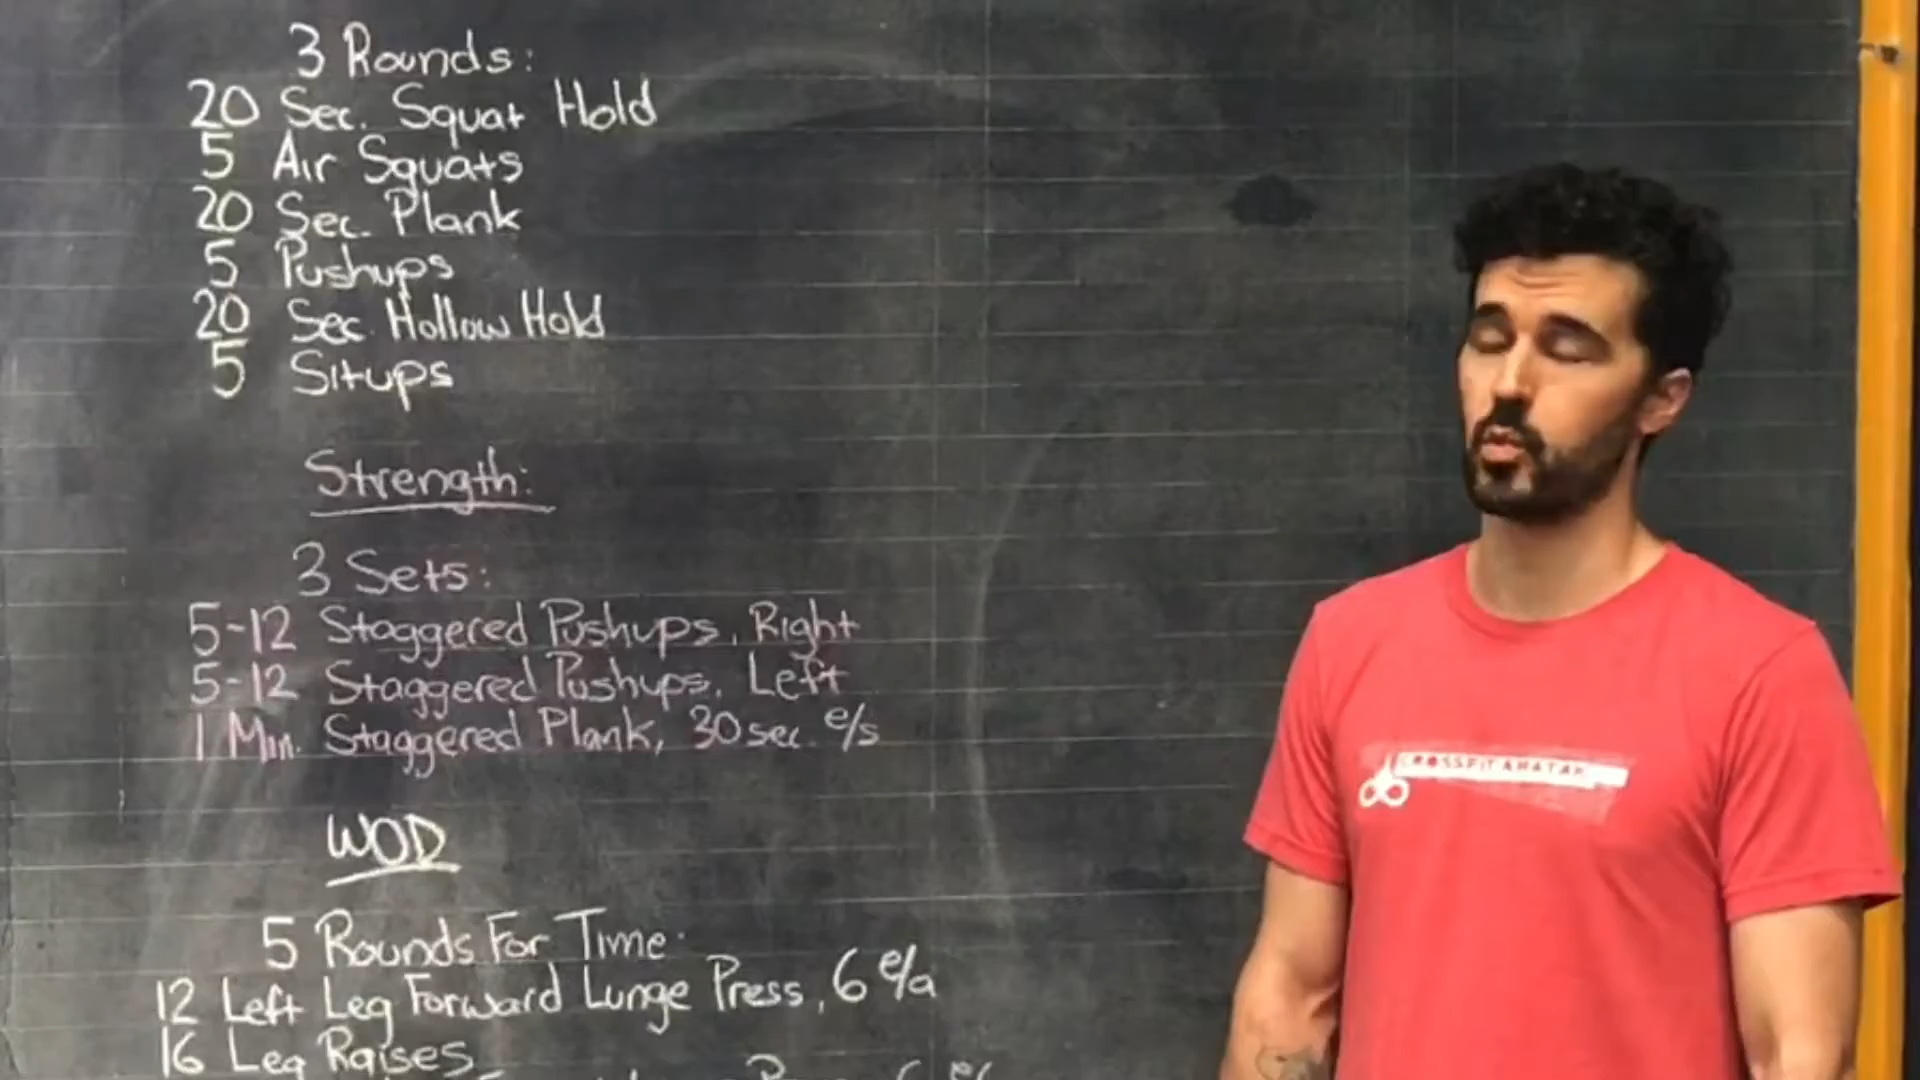 3 Rounds:
20 Sec. Squat Hold
5 Air Squats
20 Sec. Plank
5 Pushups
20 Sec. Hollow Hold
5 Situps
Strength:
3 Sets:
5-12 Staggered Pushups, Right
5-12 Staggered Pushups, Left
1 Min. Staggered Plank, 30 sec. e/s
WOD
5 Rounds For Time:
12 Left Leg Forward Lunge Press, 6 e/a
16 Leg Raises
CROSSFIT AHATAH